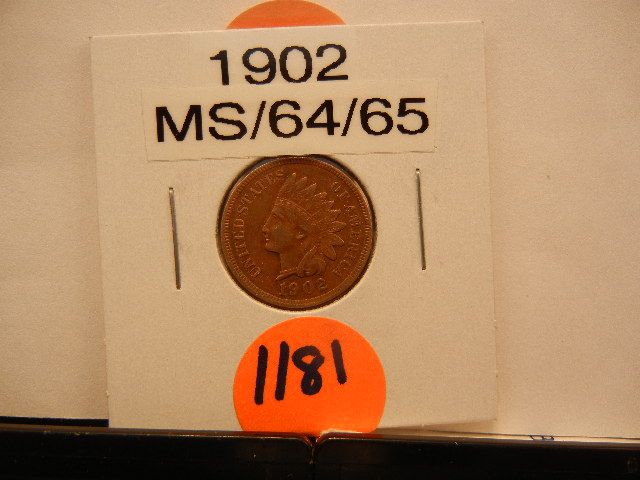 1902
MS/64/65
UNITED STATES OF AMERICA
1902
1181